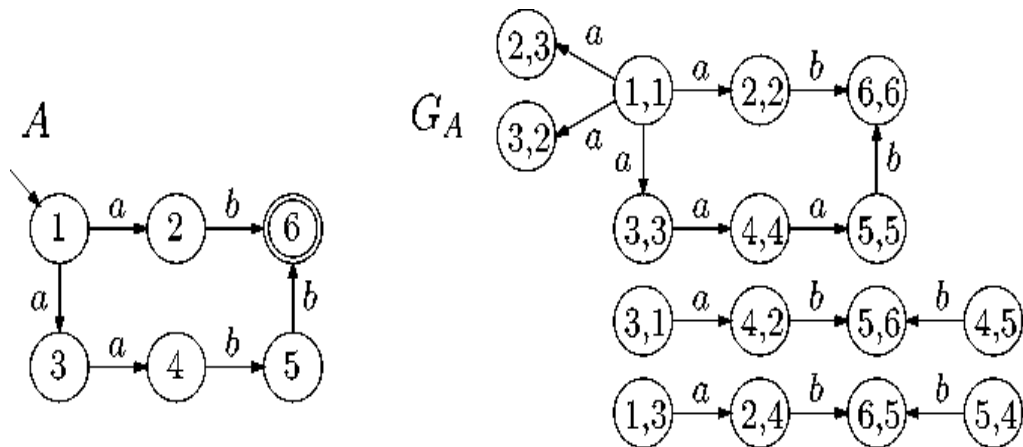 A
1 a 2 b 6
a b
3 a 4 b 5
G_A
2,3 a 1,1 a 2,2 b 6,6
3,2 a a b
3,3 a 4,4 a 5,5
3,1 a 4,2 b 5,6 b 4,5
1,3 a 2,4 b 6,5 b 5,4